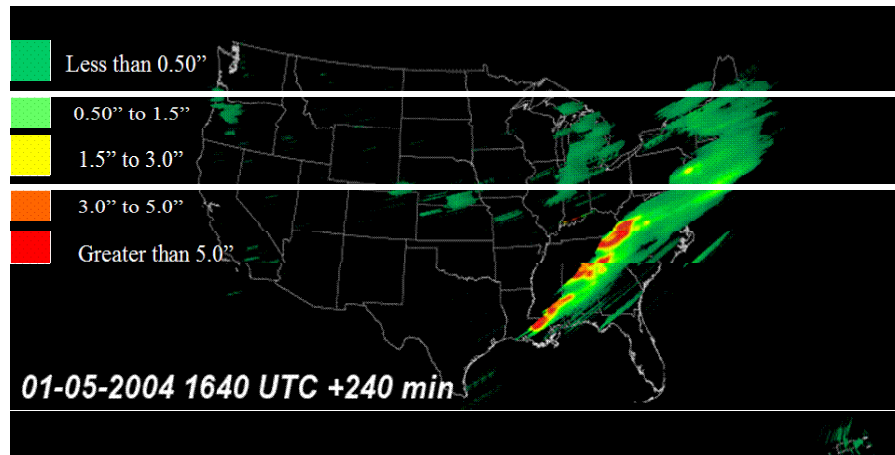 Less than 0.50”
0.50” to 1.5”
1.5” to 3.0”
3.0” to 5.0”
Greater than 5.0”
01-05-2004 1640 UTC +240 min